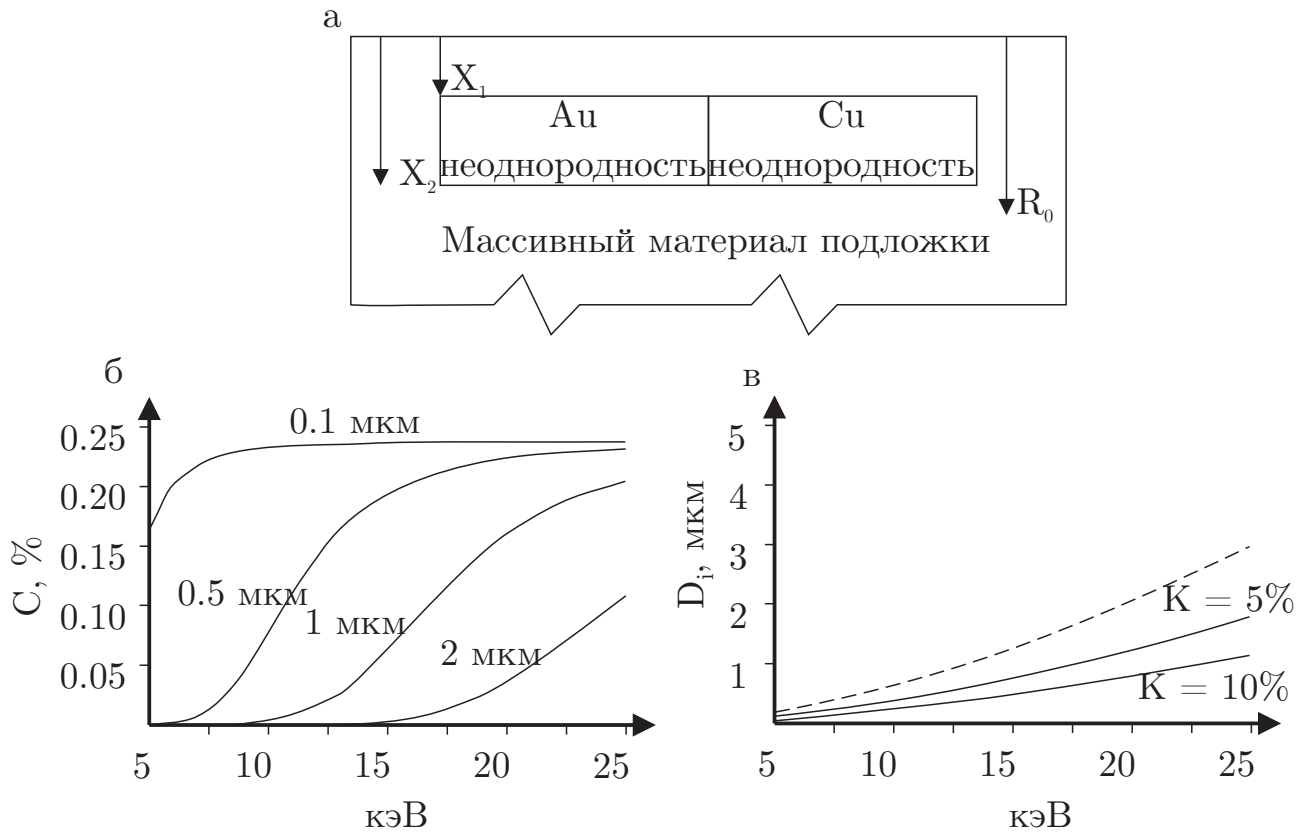 а
X₁
Au Cu
неоднородность неоднородность
X₂
R₀
Массивный материал подложки
б
0.25
0.20
0.15
0.10
0.05
C, %
0.1 мкм
0.5 мкм
1 мкм
2 мкм
5 10 15 20 25
кэВ
в
5
4
3
2
1
Dᵢ, мкм
K = 5%
K = 10%
5 10 15 20 25
кэВ